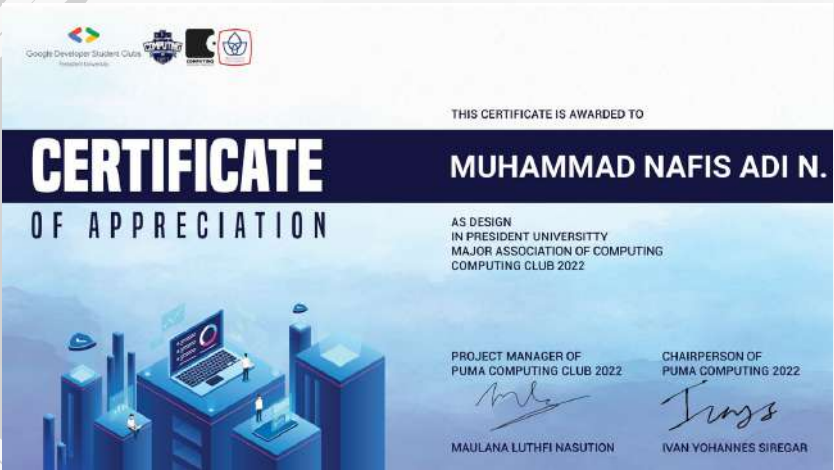 Google Developer Student Clubs
President University
COMPUTING
COMPUTING
THIS CERTIFICATE IS AWARDED TO
CERTIFICATE
OF APPRECIATION
MUHAMMAD NAFIS ADI N.
AS DESIGN
IN PRESIDENT UNIVERSITTY
MAJOR ASSOCIATION OF COMPUTING
COMPUTING CLUB 2022
PROJECT MANAGER OF
PUMA COMPUTING CLUB 2022
MAULANA LUTHFI NASUTION
CHAIRPERSON OF
PUMA COMPUTING 2022
IVAN YOHANNES SIREGAR